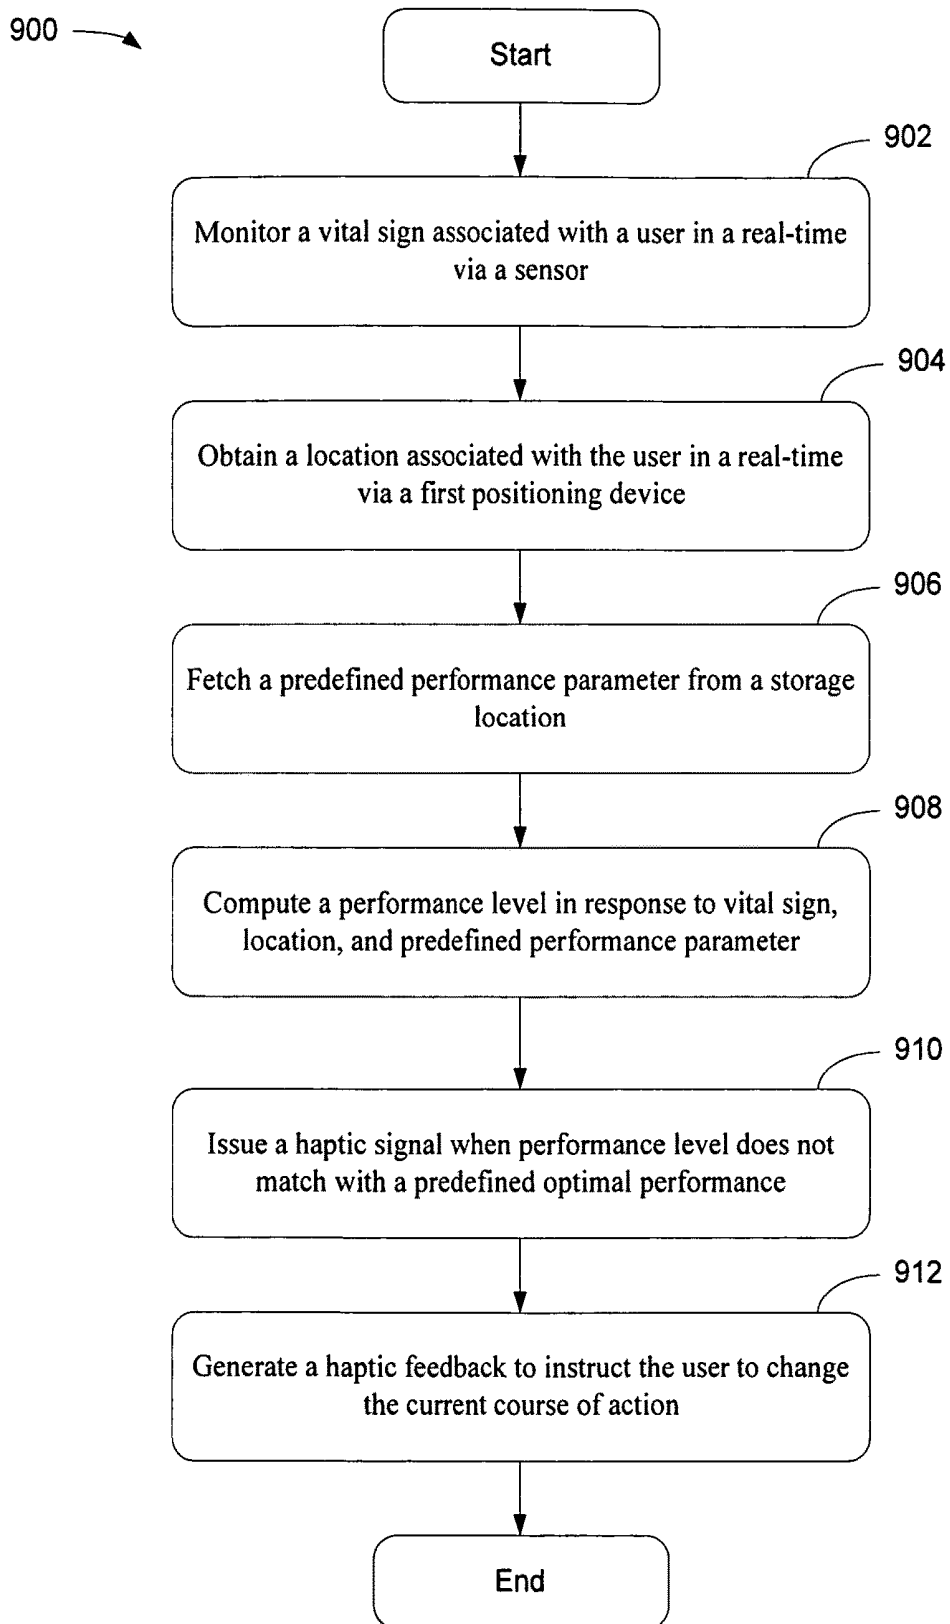 900
Start
902
Monitor a vital sign associated with a user in a real-time
via a sensor
904
Obtain a location associated with the user in a real-time
via a first positioning device
906
Fetch a predefined performance parameter from a storage
location
908
Compute a performance level in response to vital sign,
location, and predefined performance parameter
910
Issue a haptic signal when performance level does not
match with a predefined optimal performance
912
Generate a haptic feedback to instruct the user to change
the current course of action
End